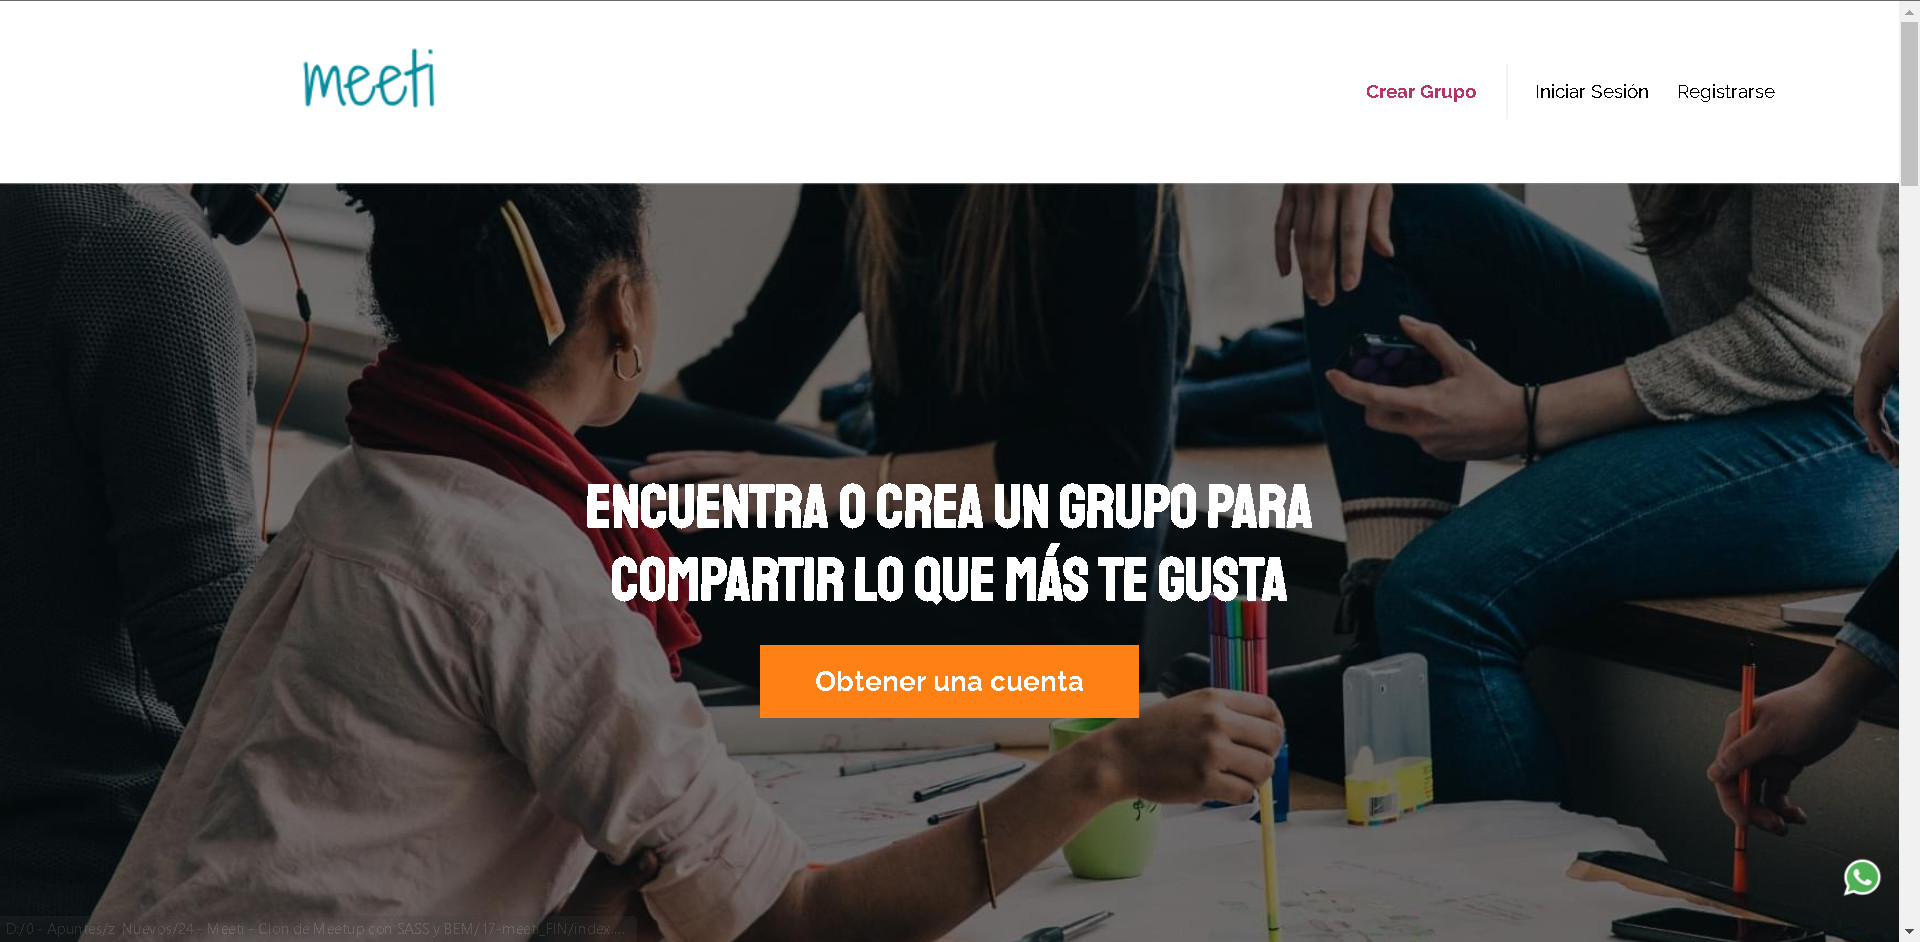 meeti
Crear Grupo
Iniciar Sesión
Registrarse
ENCUENTRA O CREA UN GRUPO PARA
COMPARTIR LO QUE MÁS TE GUSTA
Obtener una cuenta
D:/0 - Apuntes/z_Nuevos/24 - Meeti - Clon de Meetup con SASS y BEM/17-meeti_FIN/index....